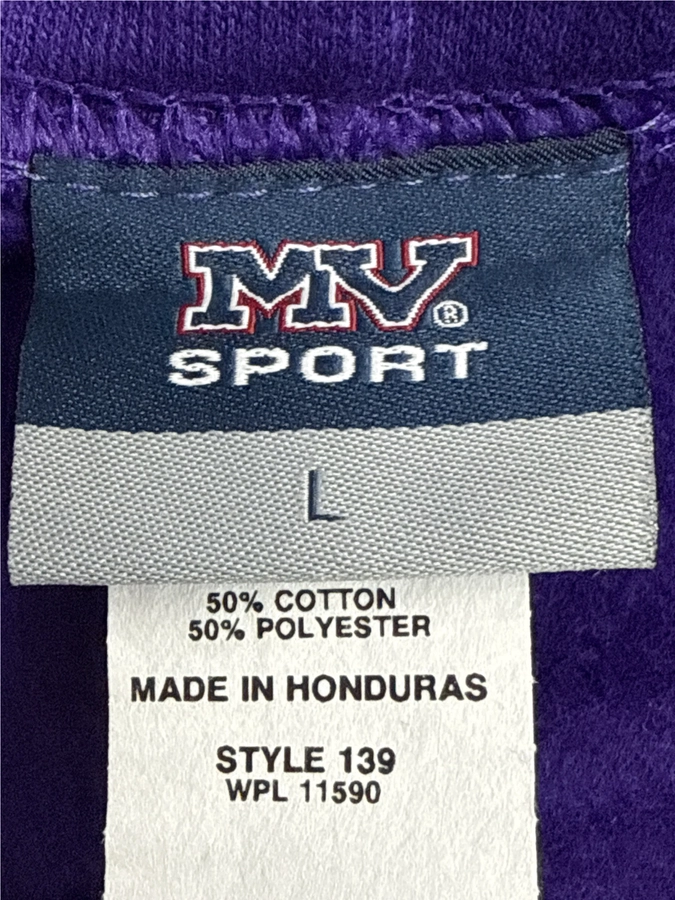 MV®
SPORT
L
50% COTTON
50% POLYESTER
MADE IN HONDURAS
STYLE 139
WPL 11590